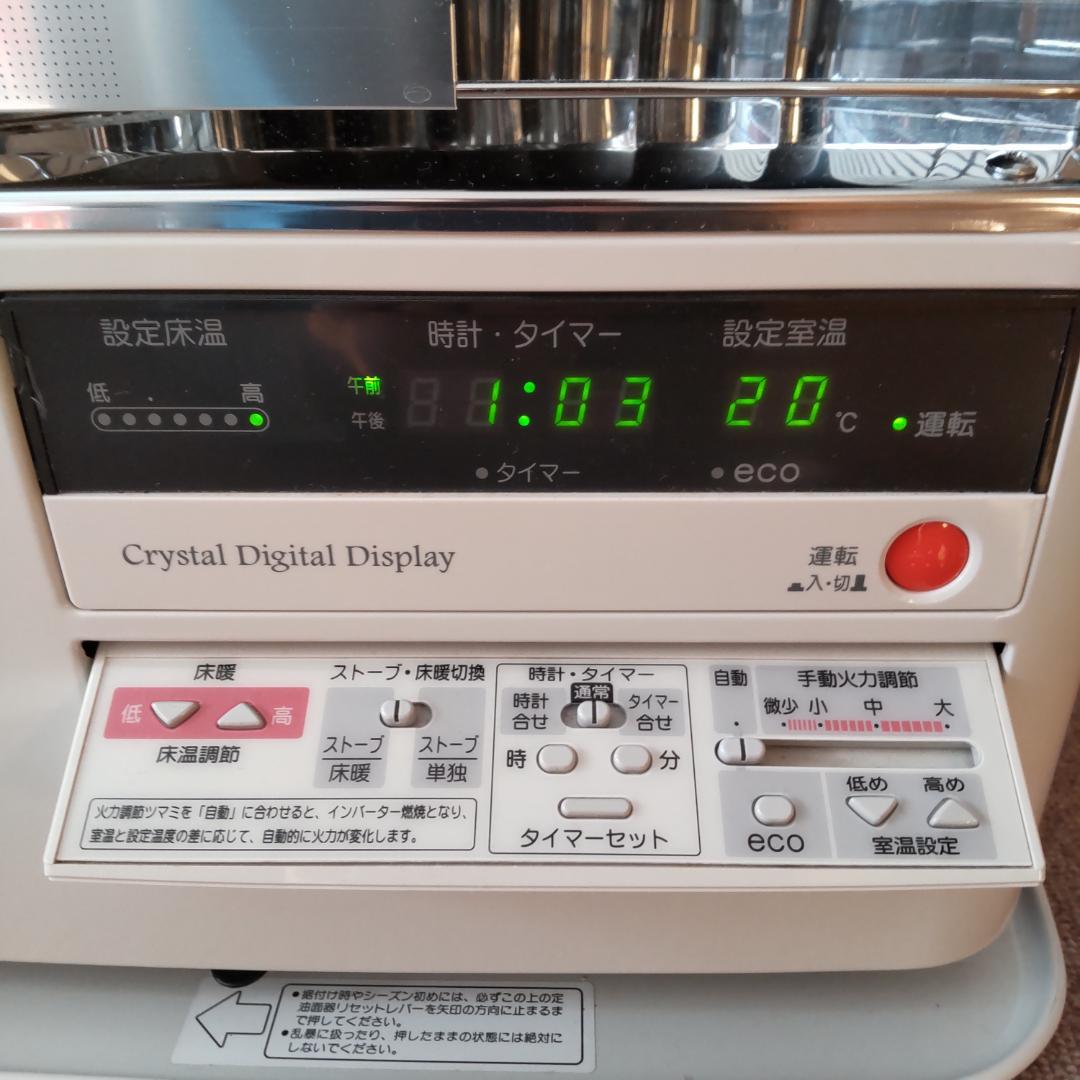 設定床温
時計・タイマー
設定室温
低
高
午前
午後
1:03
20
℃
運転
タイマー
eco
Crystal Digital Display
運転
入・切
床暖
低
高
床温調節
ストーブ・床暖切換
ストーブ
床暖
ストーブ
単独
火力調節ツマミを「自動」に合わせると、インバーター燃焼となり、
室温と設定温度の差に応じて、自動的に火力が変化します。
時計・タイマー
時計
合せ
通常
タイマー
合せ
時
分
タイマーセット
自動
手動火力調節
微少
小
中
大
eco
低め
高め
室温設定
●据付け時やシーズン初めには、必ずこの上の定
油面器リセットレバーを矢印の方向に止まるま
で押してください。
●乱暴に扱ったり、押したままの状態には絶対に
しないでください。